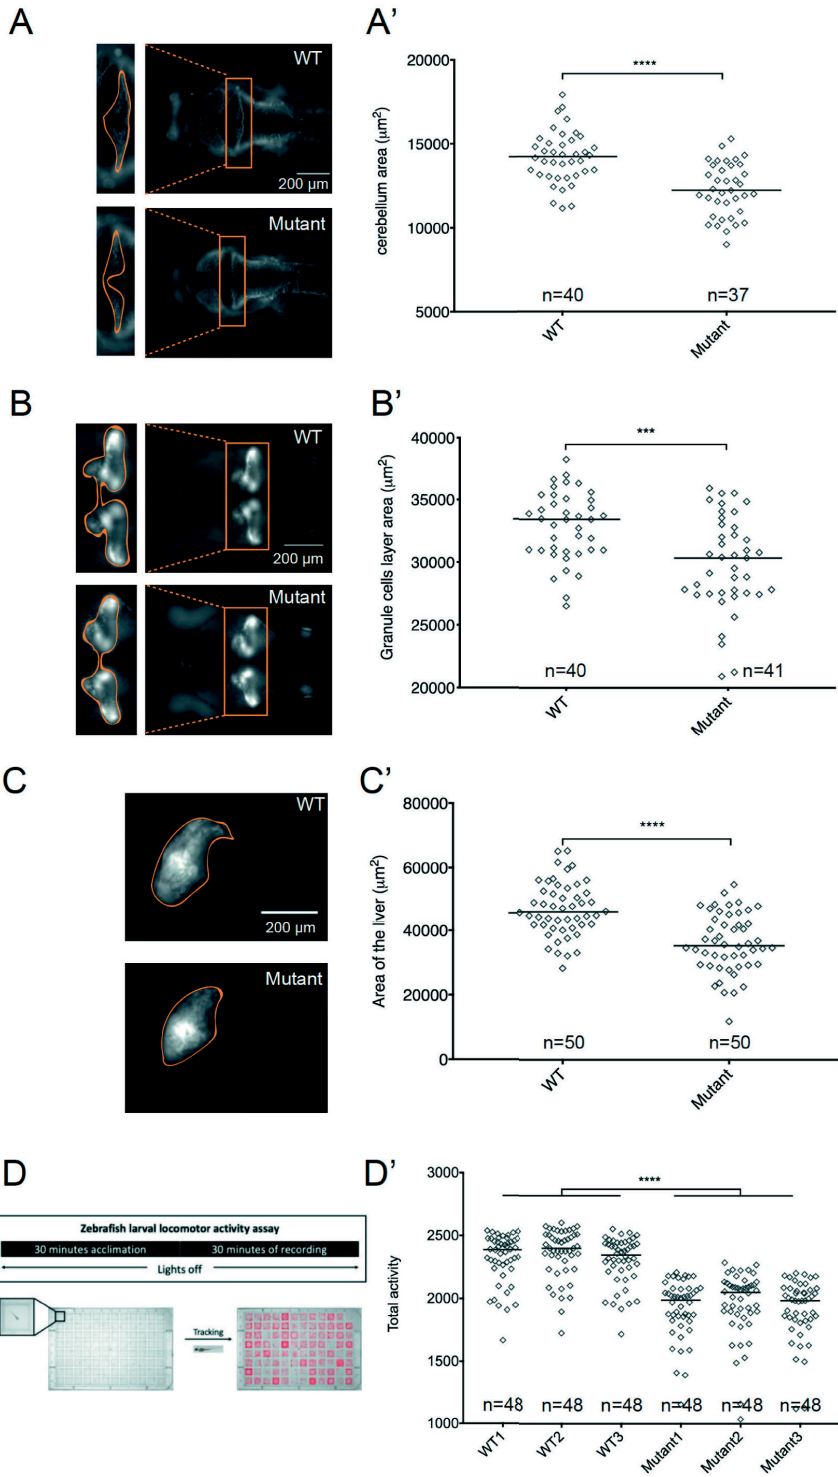 A
WT
200 µm
Mutant
A’
20000
15000
10000
5000
cerebellum area (µm2)
****
n=40
n=37
WT
Mutant
B
WT
200 µm
Mutant
B’
40000
35000
30000
25000
20000
Granule cells layer area (µm2)
***
n=40
n=41
WT
Mutant
C
WT
200 µm
Mutant
C’
80000
60000
40000
20000
0
Area of the liver (µm2)
****
n=50
n=50
WT
Mutant
D
Zebrafish larval locomotor activity assay
30 minutes acclimation
30 minutes of recording
Lights off
Tracking
D’
3000
2500
2000
1500
1000
Total activity
****
n=48
n=48
n=48
n=48
n=48
n=48
WT1
WT2
WT3
Mutant1
Mutant2
Mutant3